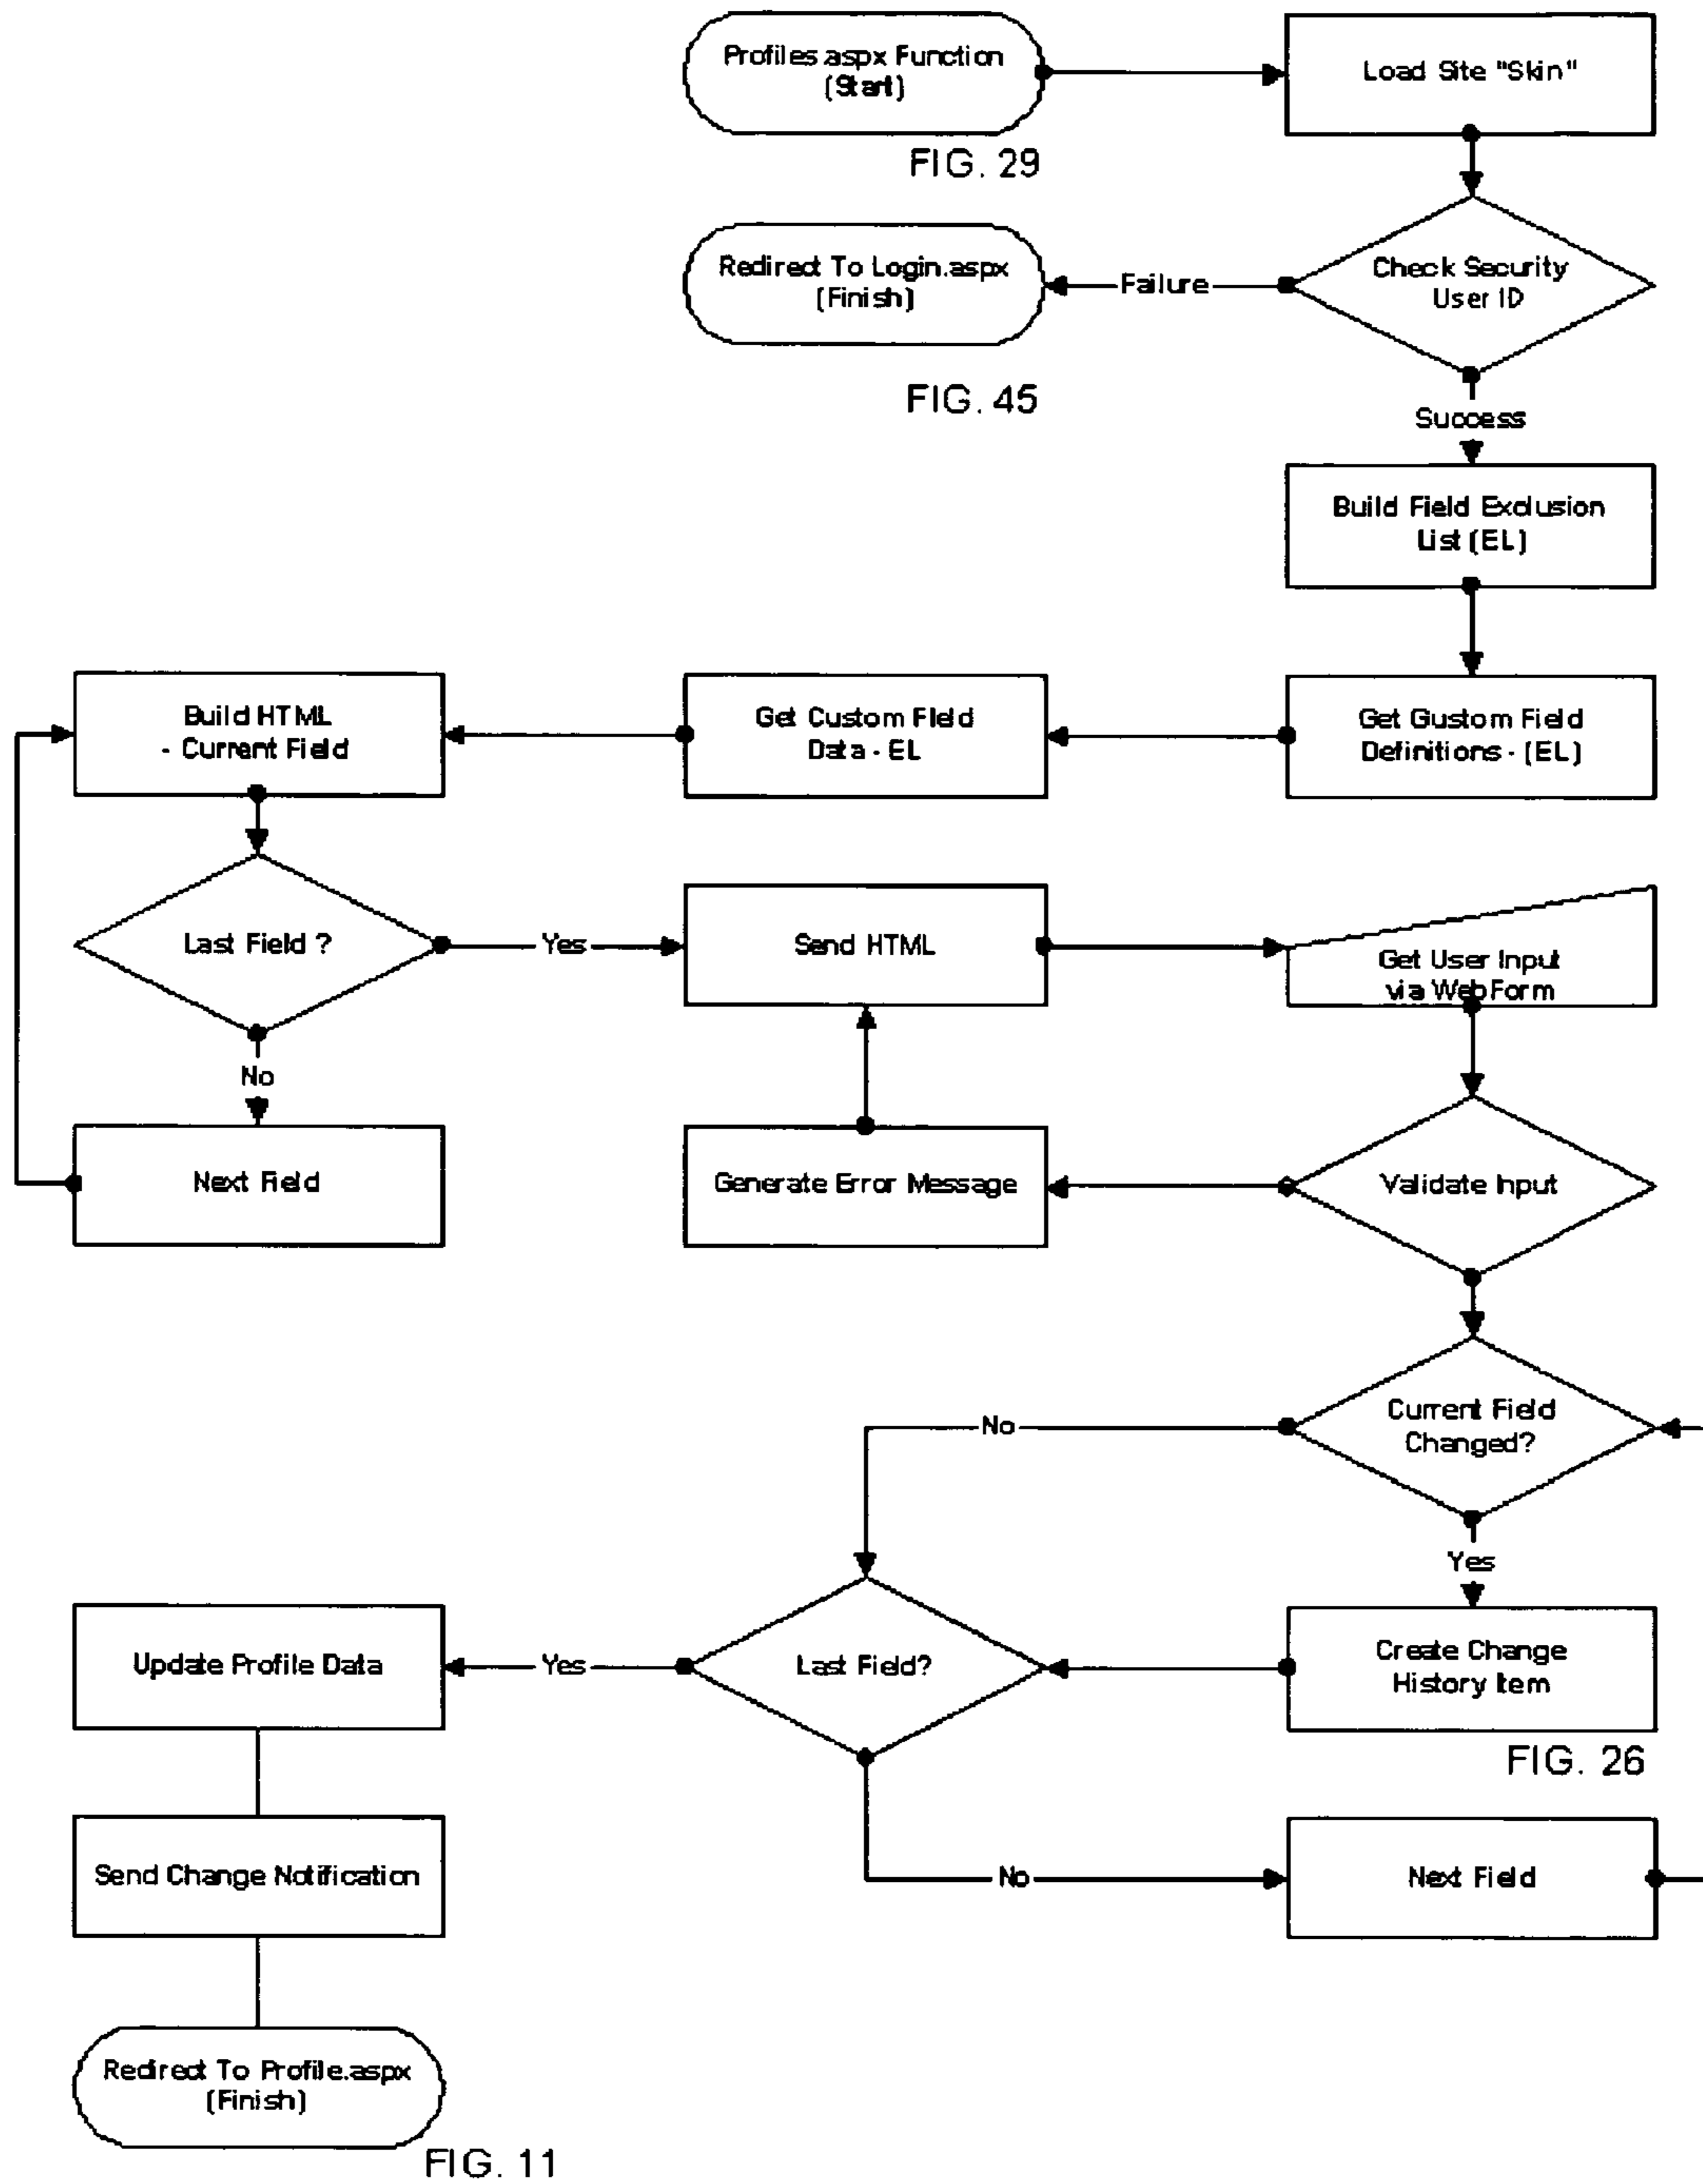 Profiles.aspx Function
(Start)
Load Site "Skin"
FIG. 29
Redirect To Login.aspx
(Finish)
Failure
Check Security
User ID
FIG. 45
Success
Build Field Exclusion
List (EL)
Build HTML
- Current Field
Get Custom Field
Data - EL
Get Gustom Field
Definitions - (EL)
Last Field ?
Yes
Send HTML
Get User Input
via WebForm
No
Next Field
Generate Error Message
Validate Input
No
Current Field
Changed?
Yes
Update Profile Data
Yes
Last Field?
Create Change
History Item
FIG. 26
Send Change Notification
No
Next Field
Redirect To Profile.aspx
(Finish)
FIG. 11